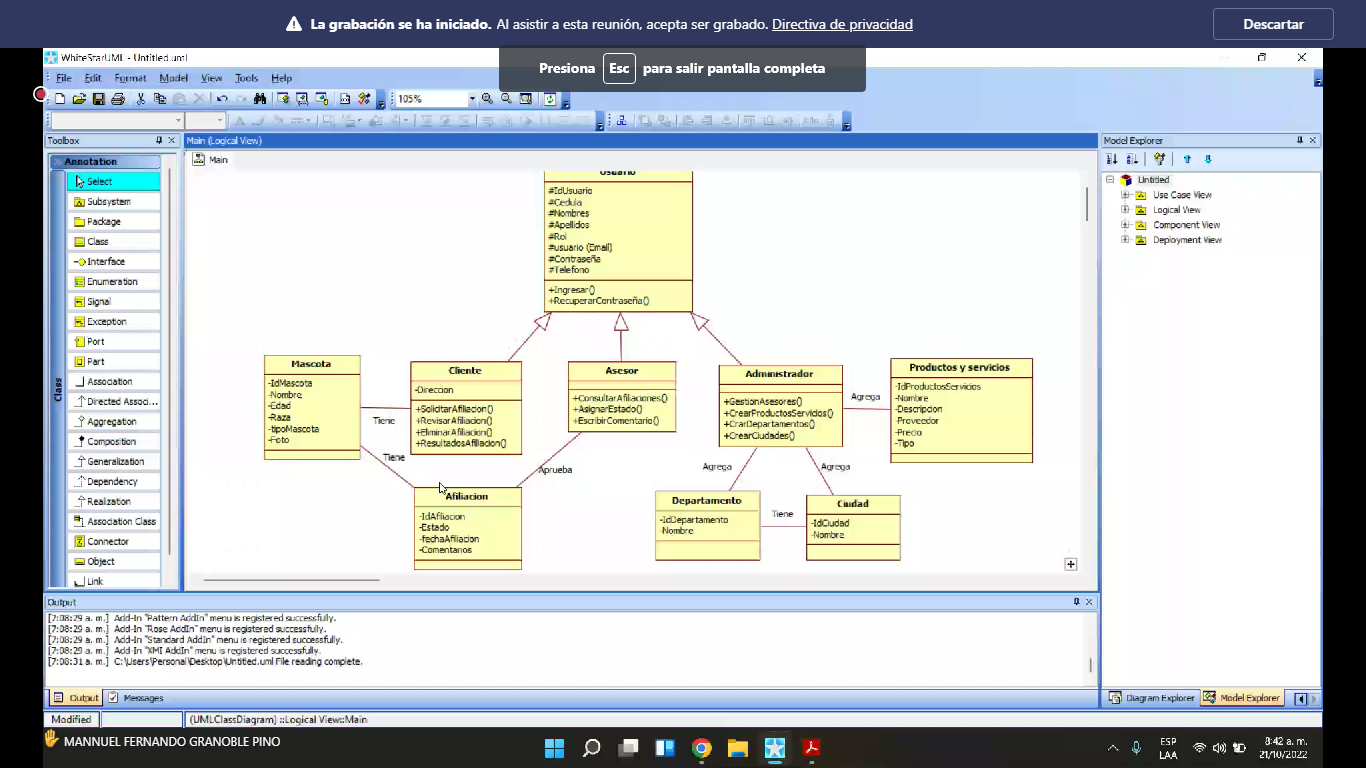 La grabación se ha iniciado. Al asistir a esta reunión, acepta ser grabado. Directiva de privacidad
Descartar
WhiteStarUML - Untitled.uml
Presiona Esc para salir pantalla completa
File Edit Format Model View Tools Help
105%
Toolbox
Main (Logical View)
Model Explorer
Annotation
Main
Class
Select
Subsystem
Package
Class
Interface
Enumeration
Signal
Exception
Port
Part
Association
Directed Associ...
Aggregation
Composition
Generalization
Dependency
Realization
Association Class
Connector
Object
Link
Untitled
Use Case View
Logical View
Component View
Deployment View
Usuario
#IdUsuario
#Cedula
#Nombres
#Apellidos
#Rol
#usuario (Email)
#Contraseña
#Telefono
+Ingresar()
+RecuperarContraseña()
Mascota
-IdMascota
-Nombre
-Edad
-Raza
-tipoMascota
-Foto
Tiene
Tiene
Cliente
-Direccion
+SolicitarAfiliacion()
+RevisarAfiliacion()
+EliminarAfiliacion()
+ResultadosAfiliacion()
Asesor
+ConsultarAfiliaciones()
+AsignarEstado()
+EscribirComentario()
Aprueba
Administrador
+GestionAsesores()
+CrearProductosServicios()
+CrarDepartamentos()
+CrearCiudades()
Agrega
Productos y servicios
-IdProductosServicios
-Nombre
-Descripcion
-Proveedor
-Precio
-Tipo
Agrega
Agrega
Afiliacion
-IdAfiliacion
-Estado
-fechaAfiliacion
-Comentarios
Departamento
-IdDepartamento
-Nombre
Tiene
Ciudad
-IdCiudad
-Nombre
Output
[7:08:29 a. m.] Add-In "Pattern AddIn" menu is registered successfully.
[7:08:29 a. m.] Add-In "Rose AddIn" menu is registered successfully.
[7:08:29 a. m.] Add-In "Standard AddIn" menu is registered successfully.
[7:08:29 a. m.] Add-In "XMI AddIn" menu is registered successfully.
[7:08:31 a. m.] C:\Users\Personal\Desktop\Untitled.uml File reading complete.
Output Messages
Diagram Explorer Model Explorer
Modified
(UMLClassDiagram) ::Logical View::Main
MANNUEL FERNANDO GRANOBLE PINO
ESP
LAA
8:42 a. m.
21/10/2022